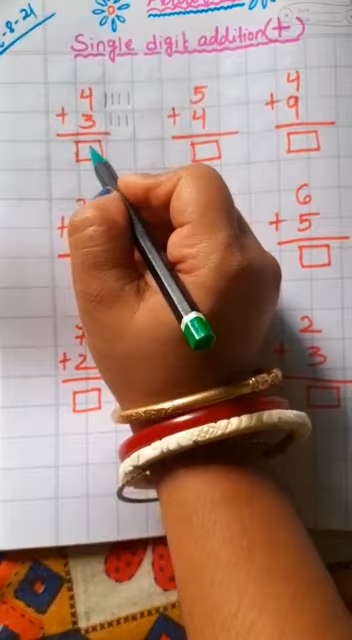 8.21
Single digit addition (+)
4 5 4
+ 3 + 4 + 9
6
+ 5
7 2
+ 2 + 3